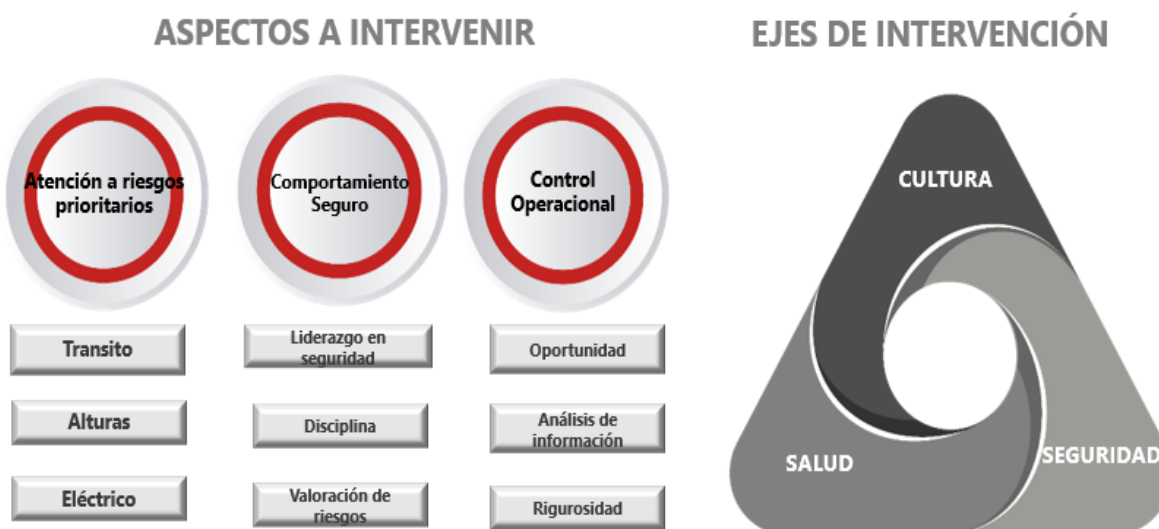 ASPECTOS A INTERVENIR
EJES DE INTERVENCIÓN
Atención a riesgos
prioritarios
Comportamiento
Seguro
Control
Operacional
Transito
Liderazgo en
seguridad
Oportunidad
Alturas
Disciplina
Análisis de
información
Eléctrico
Valoración de
riesgos
Rigurosidad
CULTURA
SALUD
SEGURIDAD